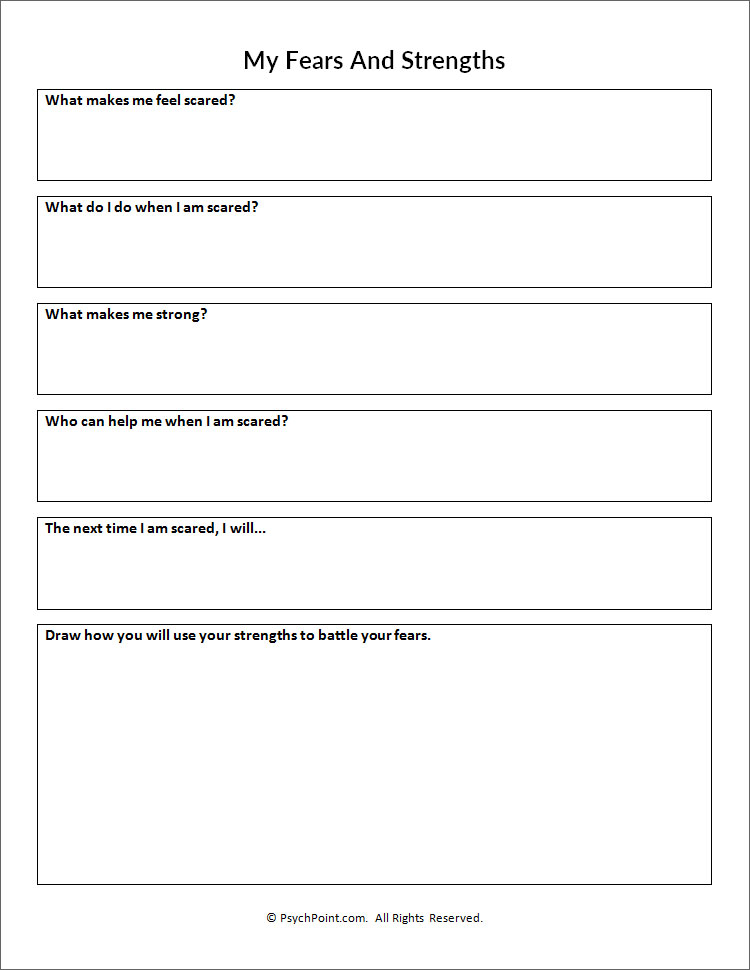 My Fears And Strengths
What makes me feel scared?
What do I do when I am scared?
What makes me strong?
Who can help me when I am scared?
The next time I am scared, I will...
Draw how you will use your strengths to battle your fears.
© PsychPoint.com. All Rights Reserved.